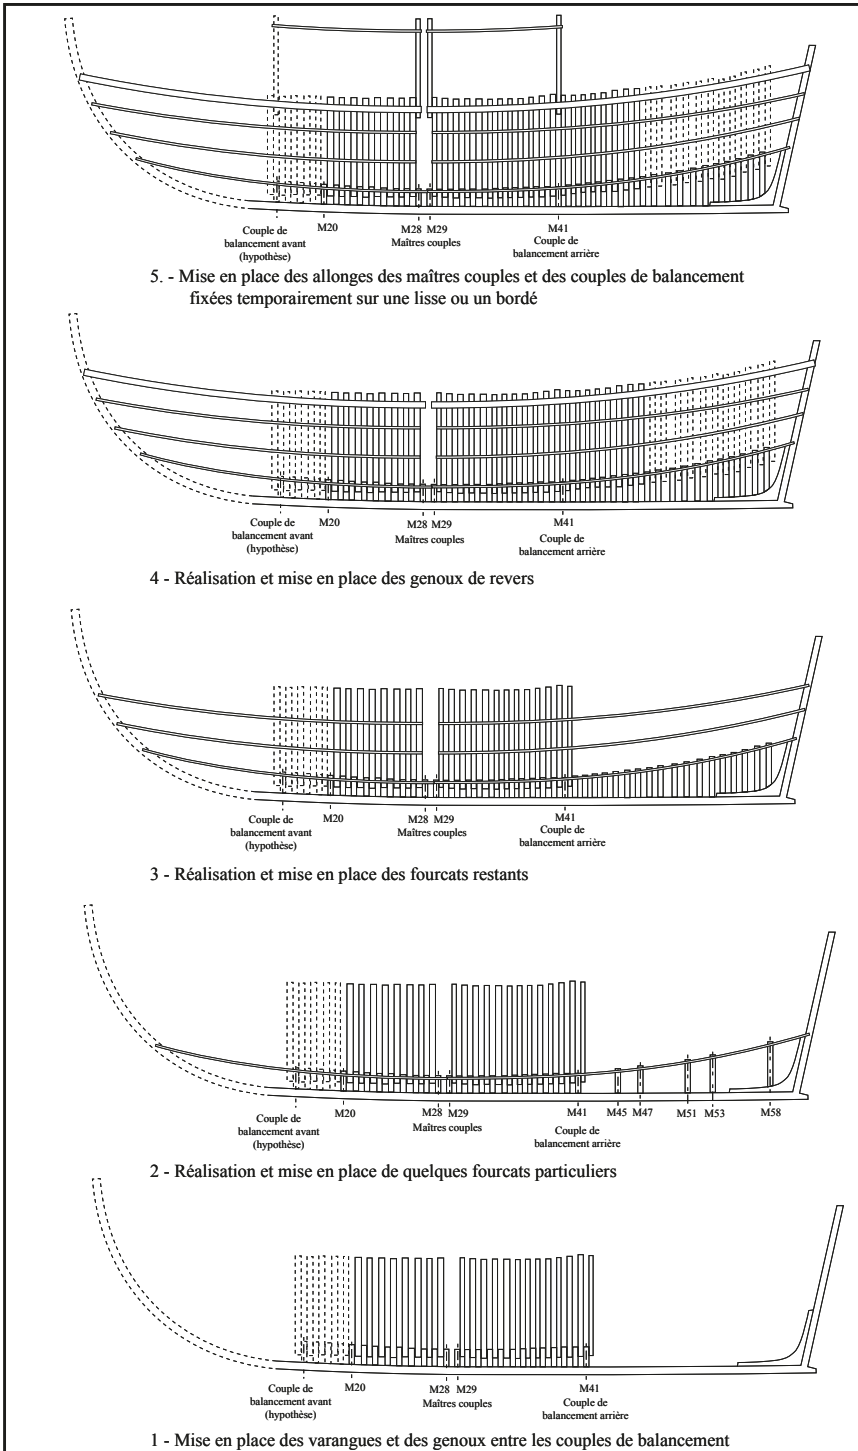 Couple de
balancement avant
(hypothèse)
M20
M28 M29
Maîtres couples
M41
Couple de
balancement arrière
5. - Mise en place des allonges des maîtres couples et des couples de balancement
fixées temporairement sur une lisse ou un bordé
Couple de
balancement avant
(hypothèse)
M20
M28 M29
Maîtres couples
M41
Couple de
balancement arrière
4 - Réalisation et mise en place des genoux de revers
Couple de
balancement avant
(hypothèse)
M20
M28 M29
Maîtres couples
M41
Couple de
balancement arrière
3 - Réalisation et mise en place des fourcats restants
Couple de
balancement avant
(hypothèse)
M20
M28 M29
Maîtres couples
M41 M45 M47 M51 M53 M58
Couple de
balancement arrière
2 - Réalisation et mise en place de quelques fourcats particuliers
Couple de
balancement avant
(hypothèse)
M20
M28 M29
Maîtres couples
M41
Couple de
balancement arrière
1 - Mise en place des varangues et des genoux entre les couples de balancement